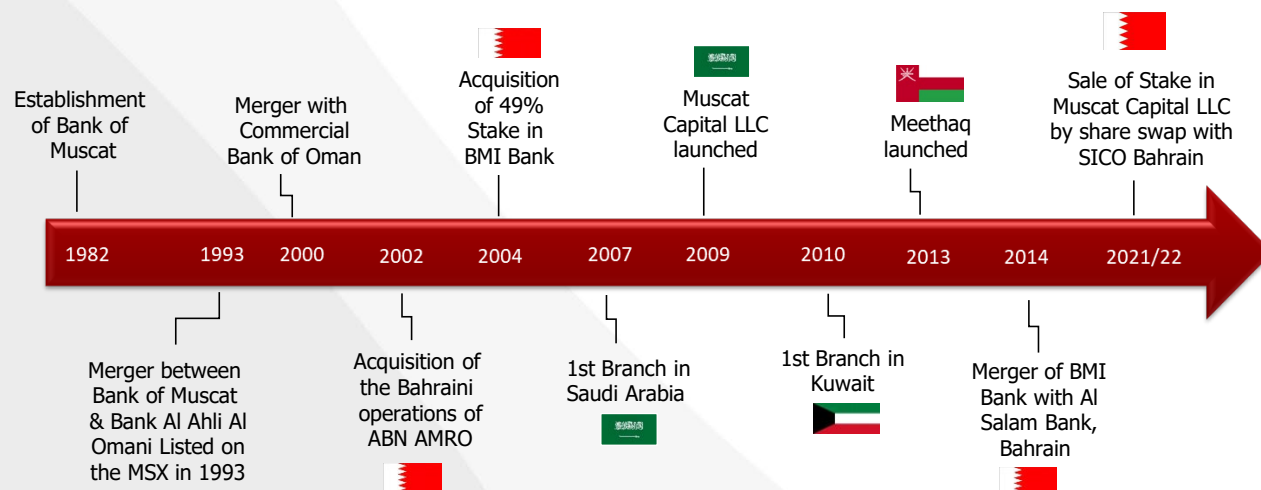 Establishment
of Bank of
Muscat
Merger with
Commercial
Bank of Oman
Acquisition
of 49%
Stake in
BMI Bank
Muscat
Capital LLC
launched
Meethaq
launched
Sale of Stake in
Muscat Capital LLC
by share swap with
SICO Bahrain
1982 1993 2000 2002 2004 2007 2009 2010 2013 2014 2021/22
Merger between
Bank of Muscat
& Bank Al Ahli Al
Omani Listed on
the MSX in 1993
Acquisition of
the Bahraini
operations of
ABN AMRO
1st Branch in
Saudi Arabia
1st Branch in
Kuwait
Merger of BMI
Bank with Al
Salam Bank,
Bahrain